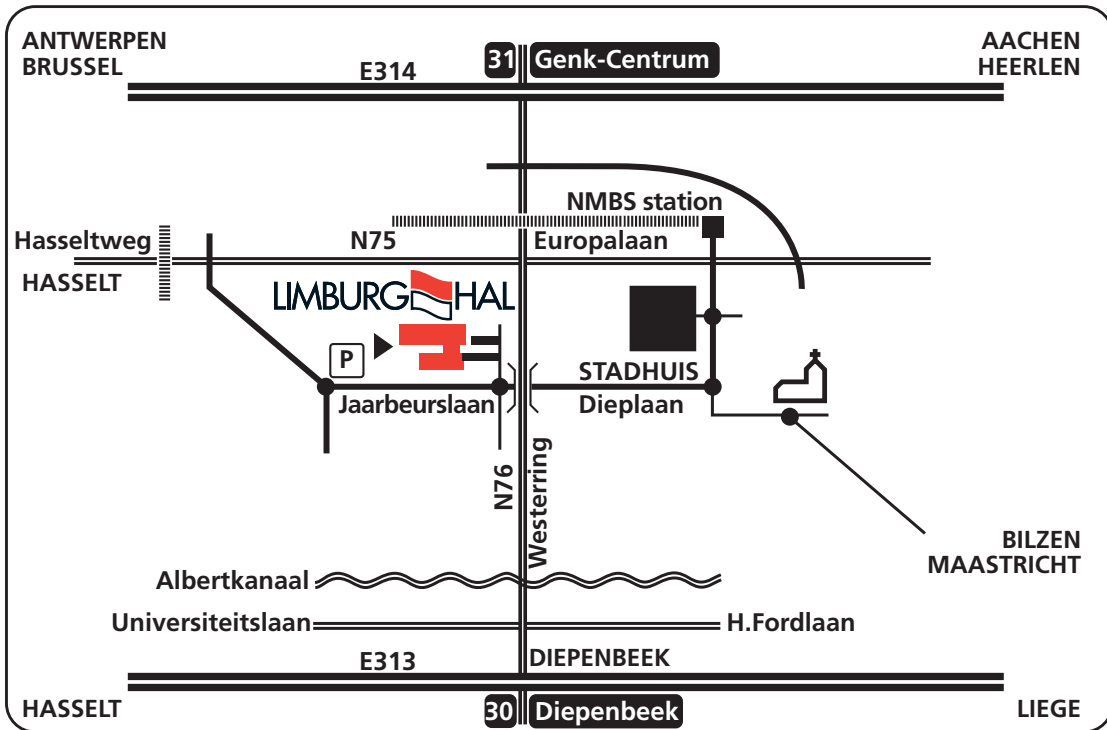 ANTWERPEN
BRUSSEL
E314
31 Genk-Centrum
AACHEN
HEERLEN
NMBS station
Hasseltweg
N75
Europalaan
HASSELT
LIMBURG HAL
P
STADHUIS
Jaarbeurslaan
Dieplaan
N76
Westerring
BILZEN
MAASTRICHT
Albertkanaal
Universiteitslaan
H.Fordlaan
E313
DIEPENBEEK
HASSELT
30 Diepenbeek
LIEGE